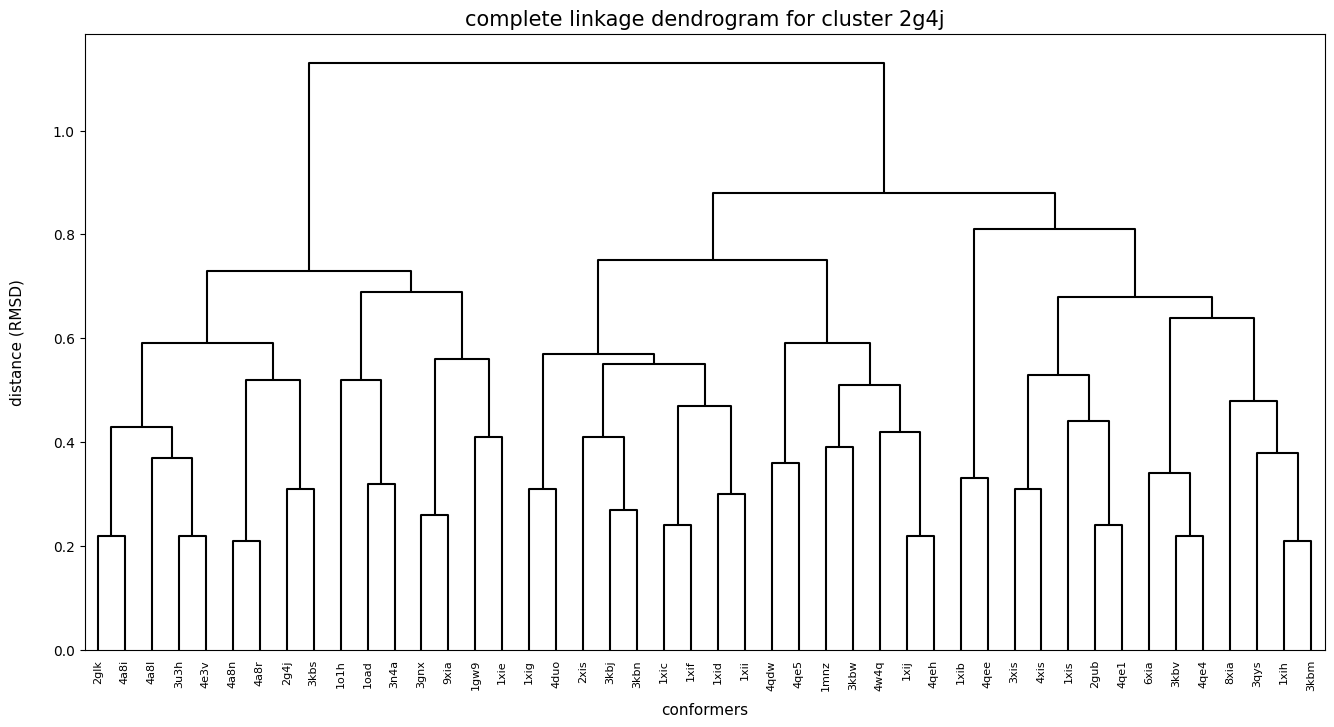 complete linkage dendrogram for cluster 2g4j
distance (RMSD)
1.0
0.8
0.6
0.4
0.2
0.0
2glk 4a8i 4a8l 3u3h 4e3v 4a8n 4a8r 2g4j 3kbs 1o1h 1oad 3n4a 3gnx 9xia 1gw9 1xie 1xig 4duo 2xis 3kbj 3kbn 1xic 1xif 1xid 1xii 4qdw 4qe5 1mnz 3kbw 4w4q 1xij 4qeh 1xib 4qee 3xis 4xis 1xis 2gub 4qe1 6xia 3kbv 4qe4 8xia 3qys 1xih 3kbm
conformers